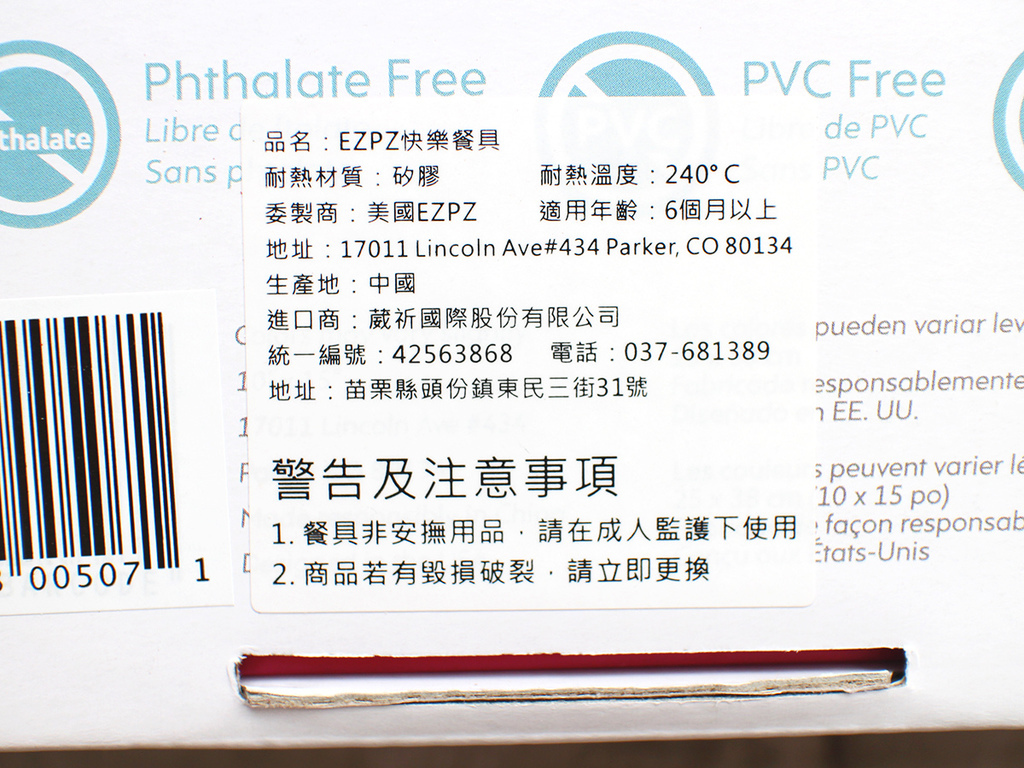 Phthalate Free
PVC Free
thalate
PVC
Libre d
de PVC
Sans p
PVC
品名：EZPZ快樂餐具
耐熱材質：矽膠 耐熱溫度：240°C
委製商：美國EZPZ 適用年齡：6個月以上
地址：17011 Lincoln Ave#434 Parker, CO 80134
生產地：中國
進口商：葳祈國際股份有限公司
統一編號：42563868 電話：037-681389
地址：苗栗縣頭份鎮東民三街31號
警告及注意事項
1. 餐具非安撫用品，請在成人監護下使用
2. 商品若有毀損破裂，請立即更換
pueden variar lev
esponsablemente
EE. UU.
peuvent varier lé
(10 x 15 po)
façon responsab
États-Unis
00507 1